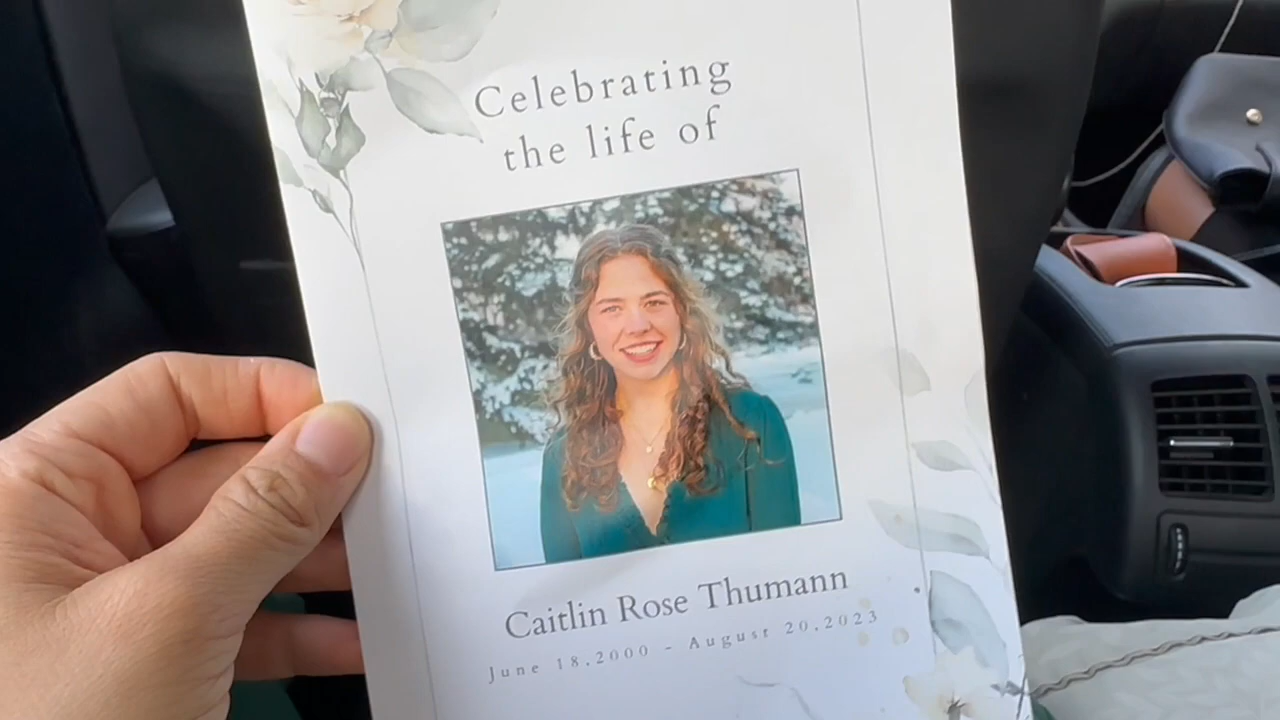 Celebrating
the life of
Caitlin Rose Thumann
June 18.2000 - August 20.2023